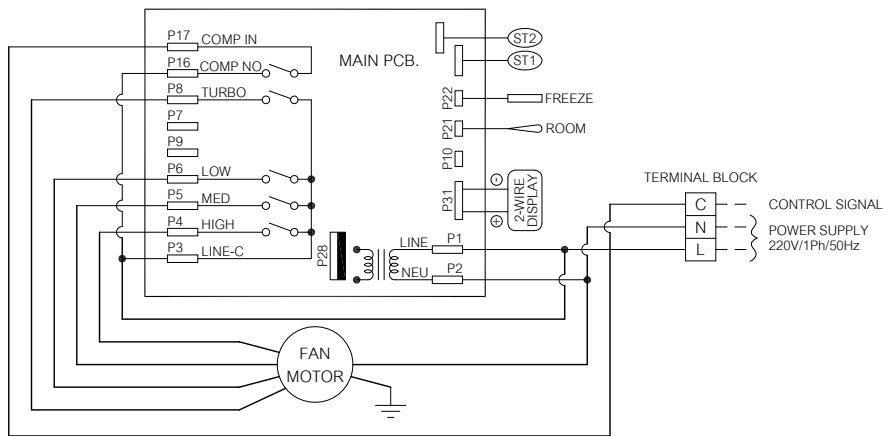 P17 COMP IN
P16 COMP NO
P8 TURBO
P7
P9
P6 LOW
P5 MED
P4 HIGH
P3 LINE-C
MAIN PCB.
ST2
ST1
P22 FREEZE
P21 ROOM
P10
P31
2-WIRE
DISPLAY
P28
LINE P1
NEU P2
TERMINAL BLOCK
C CONTROL SIGNAL
N POWER SUPPLY
L 220V/1Ph/50Hz
FAN
MOTOR